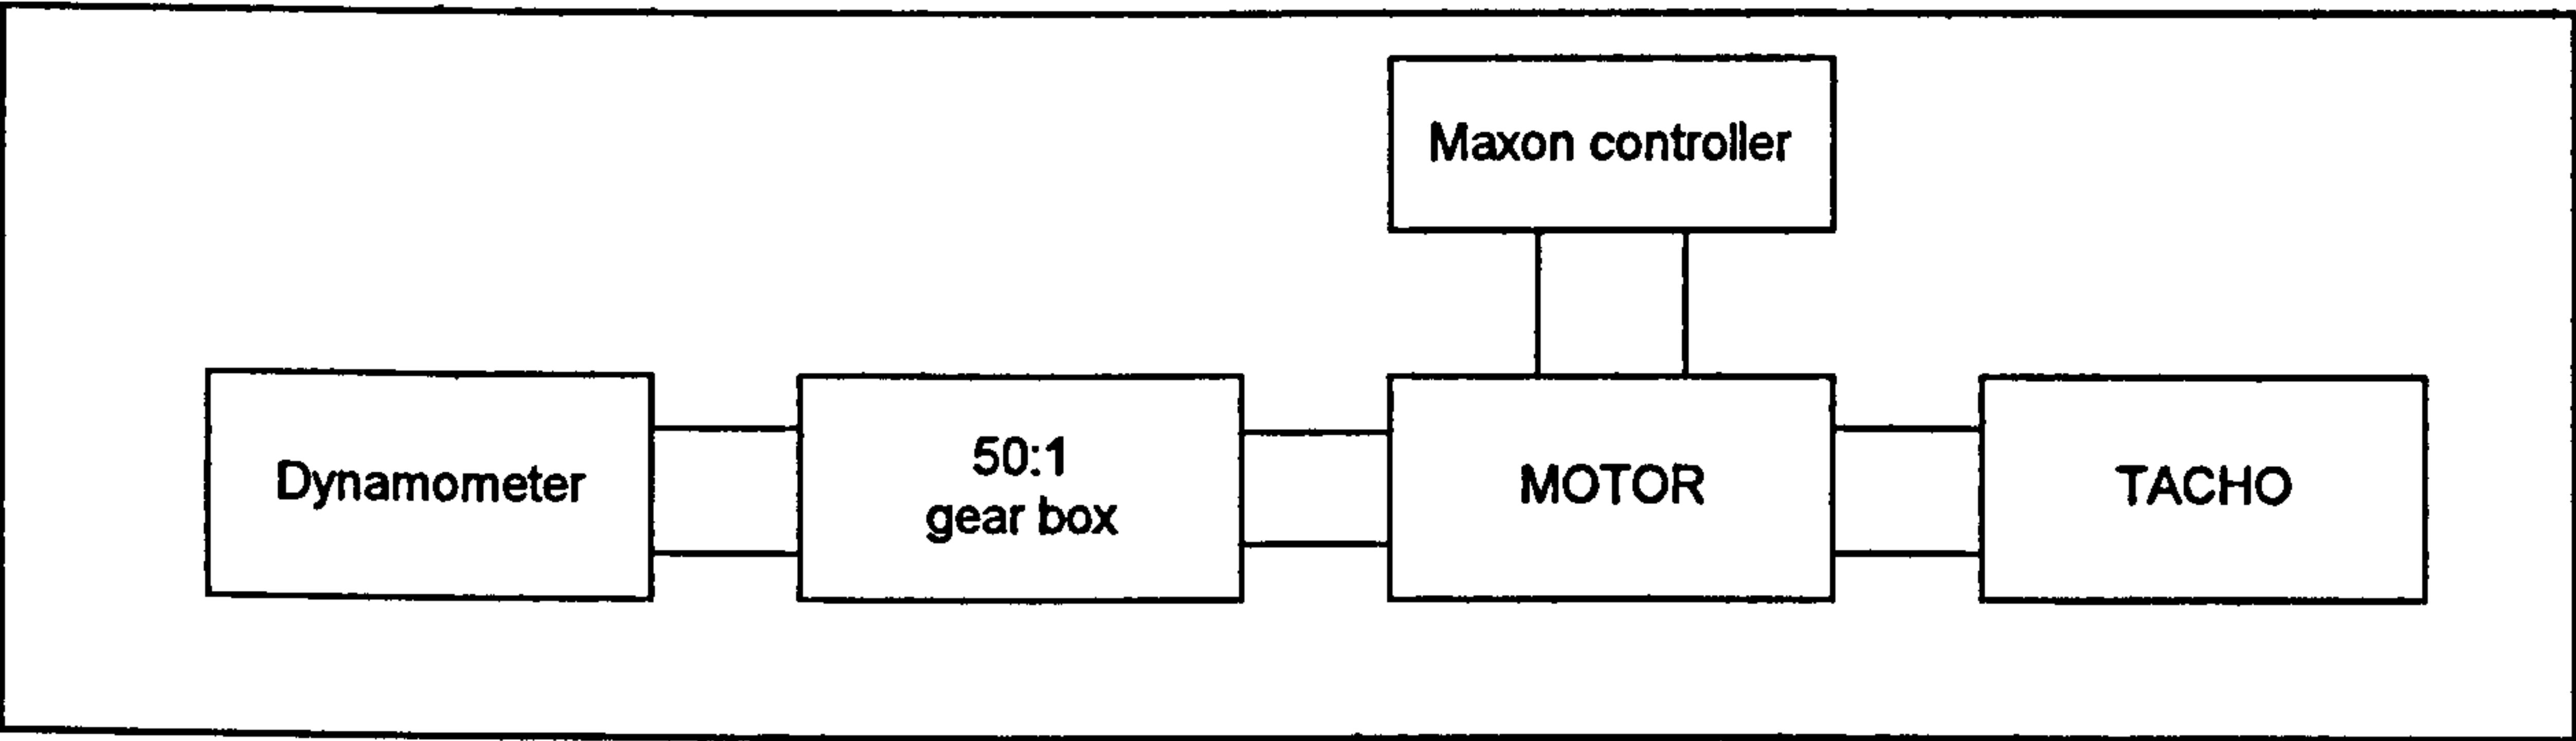 Maxon controller
Dynamometer
50:1
gear box
MOTOR
TACHO